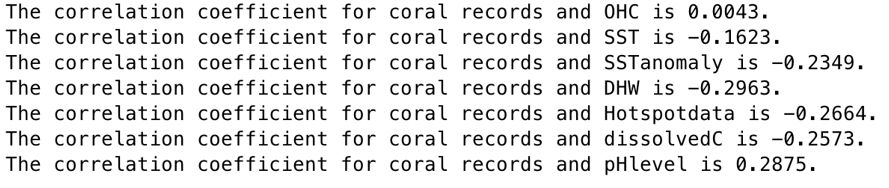 The correlation coefficient for coral records and OHC is 0.0043.
The correlation coefficient for coral records and SST is −0.1623.
The correlation coefficient for coral records and SSTanomaly is −0.2349.
The correlation coefficient for coral records and DHW is −0.2963.
The correlation coefficient for coral records and Hotspotdata is −0.2664.
The correlation coefficient for coral records and dissolvedC is −0.2573.
The correlation coefficient for coral records and pHlevel is 0.2875.